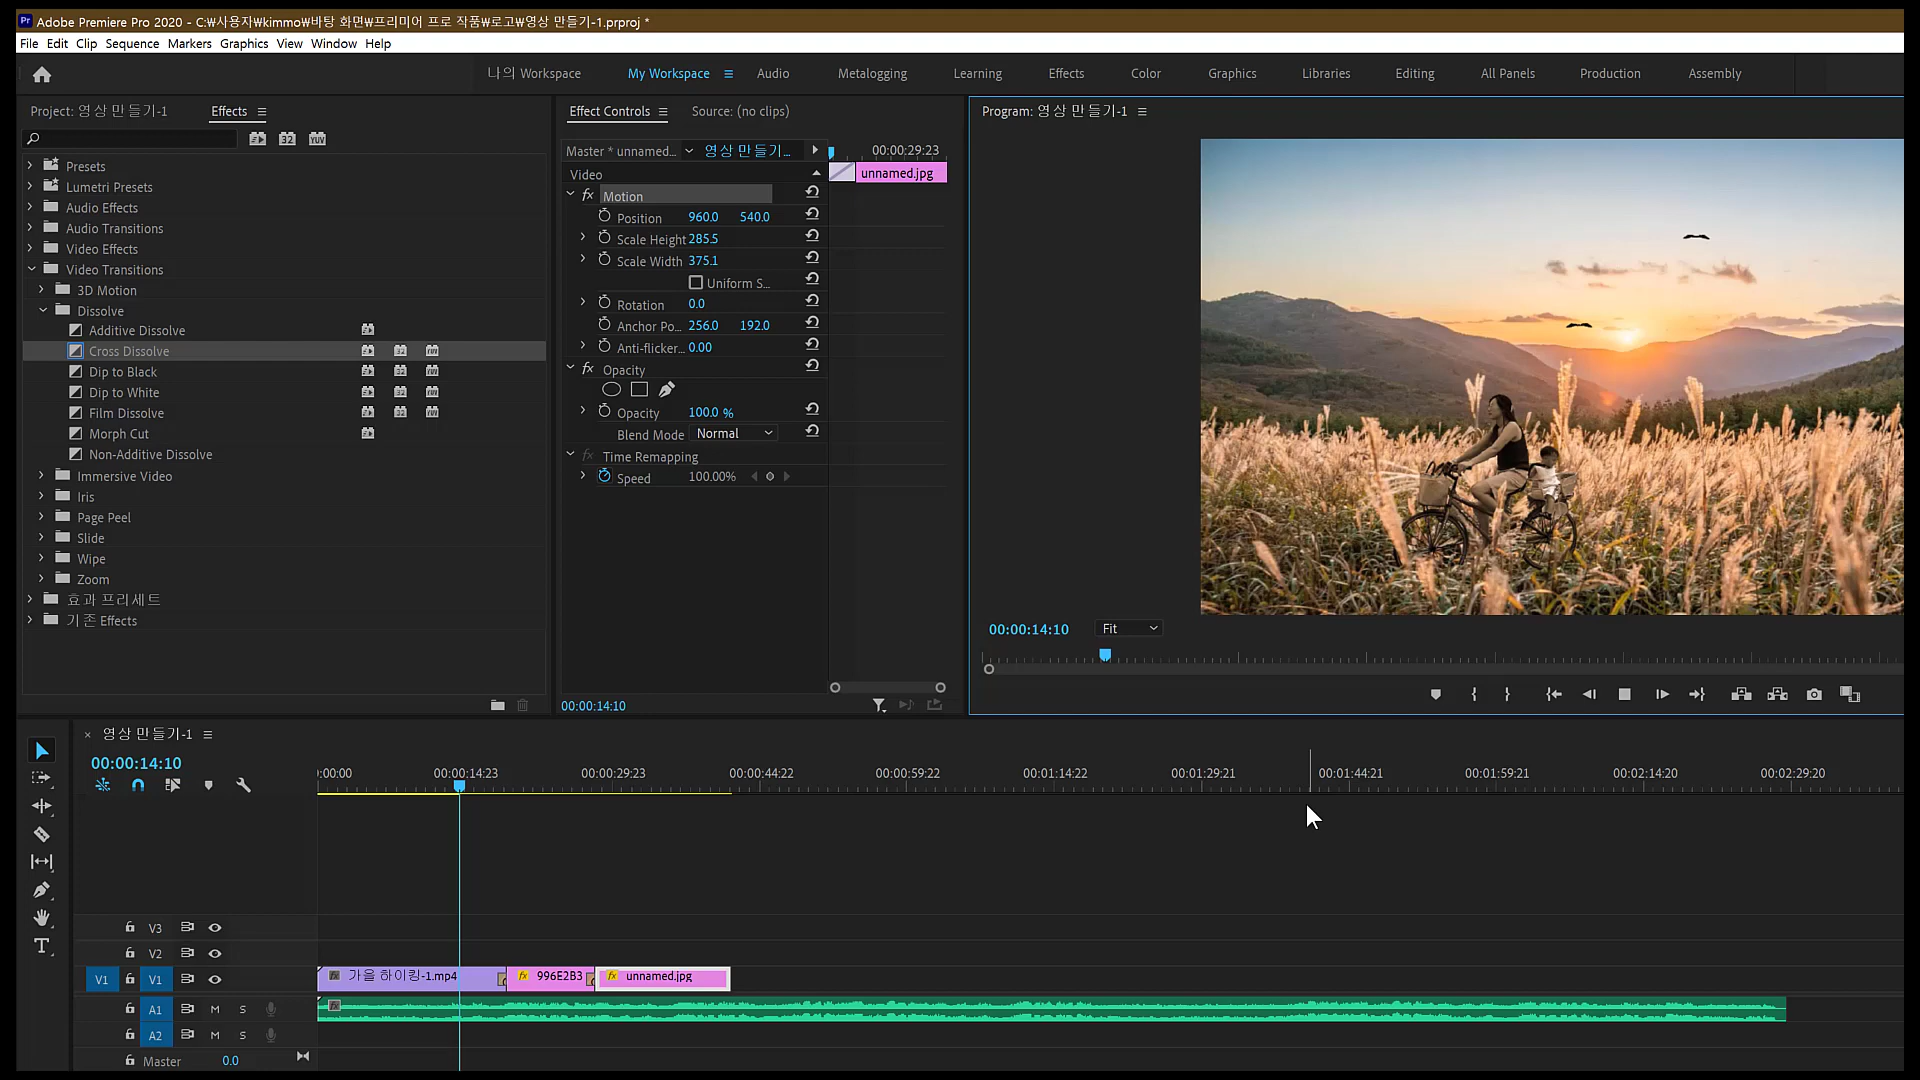 Pr Adobe Premiere Pro 2020 - C:₩사용자₩kimmo₩바탕 화면₩프리미어 프로 작품₩로고₩영상 만들기-1.prproj *
File Edit Clip Sequence Markers Graphics View Window Help
나의 Workspace My Workspace Audio Metalogging Learning Effects Color Graphics Libraries Editing All Panels Production Assembly
Project: 영상 만들기-1 Effects
32 YUV
Presets
Lumetri Presets
Audio Effects
Audio Transitions
Video Effects
Video Transitions
3D Motion
Dissolve
Additive Dissolve
Cross Dissolve
Dip to Black
Dip to White
Film Dissolve
Morph Cut
Non-Additive Dissolve
Immersive Video
Iris
Page Peel
Slide
Wipe
Zoom
효과 프리세트
기존 Effects
Effect Controls Source: (no clips)
Master * unnamed... 영상 만들기... 00:00:29:23
Video unnamed.jpg
fx Motion
Position 960.0 540.0
Scale Height 285.5
Scale Width 375.1
Uniform S...
Rotation 0.0
Anchor Po... 256.0 192.0
Anti-flicker... 0.00
fx Opacity
Opacity 100.0 %
Blend Mode Normal
fx Time Remapping
Speed 100.00%
00:00:14:10
Program: 영상 만들기-1
00:00:14:10 Fit
× 영상 만들기-1
00:00:14:10
:00:00 00:00:14:23 00:00:29:23 00:00:44:22 00:00:59:22 00:01:14:22 00:01:29:21 00:01:44:21 00:01:59:21 00:02:14:20 00:02:29:20
V3
V2
V1 V1 fx 가을 하이킹-1.mp4 fx 996E2B3 fx unnamed.jpg
A1 M S
A2 M S
Master 0.0
T